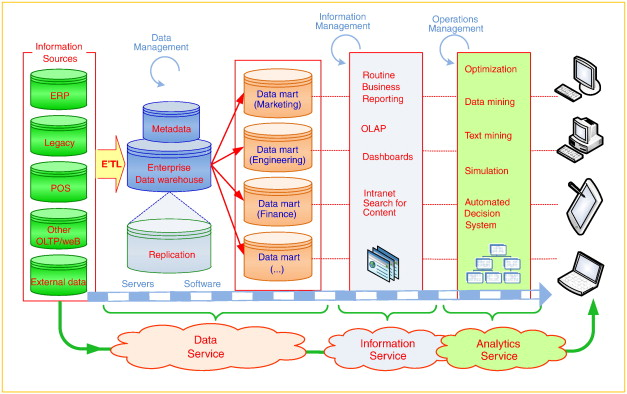 Information
Sources
ERP
Legacy
POS
Other
OLTP/weB
External data
ETL
Data
Management
Metadata
Enterprise
Data warehouse
Replication
Servers
Software
Data mart
(Marketing)
Data mart
(Engineering)
Data mart
(Finance)
Data mart
(...)
Information
Management
Routine
Business
Reporting
OLAP
Dashboards
Intranet
Search for
Content
Operations
Management
Optimization
Data mining
Text mining
Simulation
Automated
Decision
System
Data
Service
Information
Service
Analytics
Service